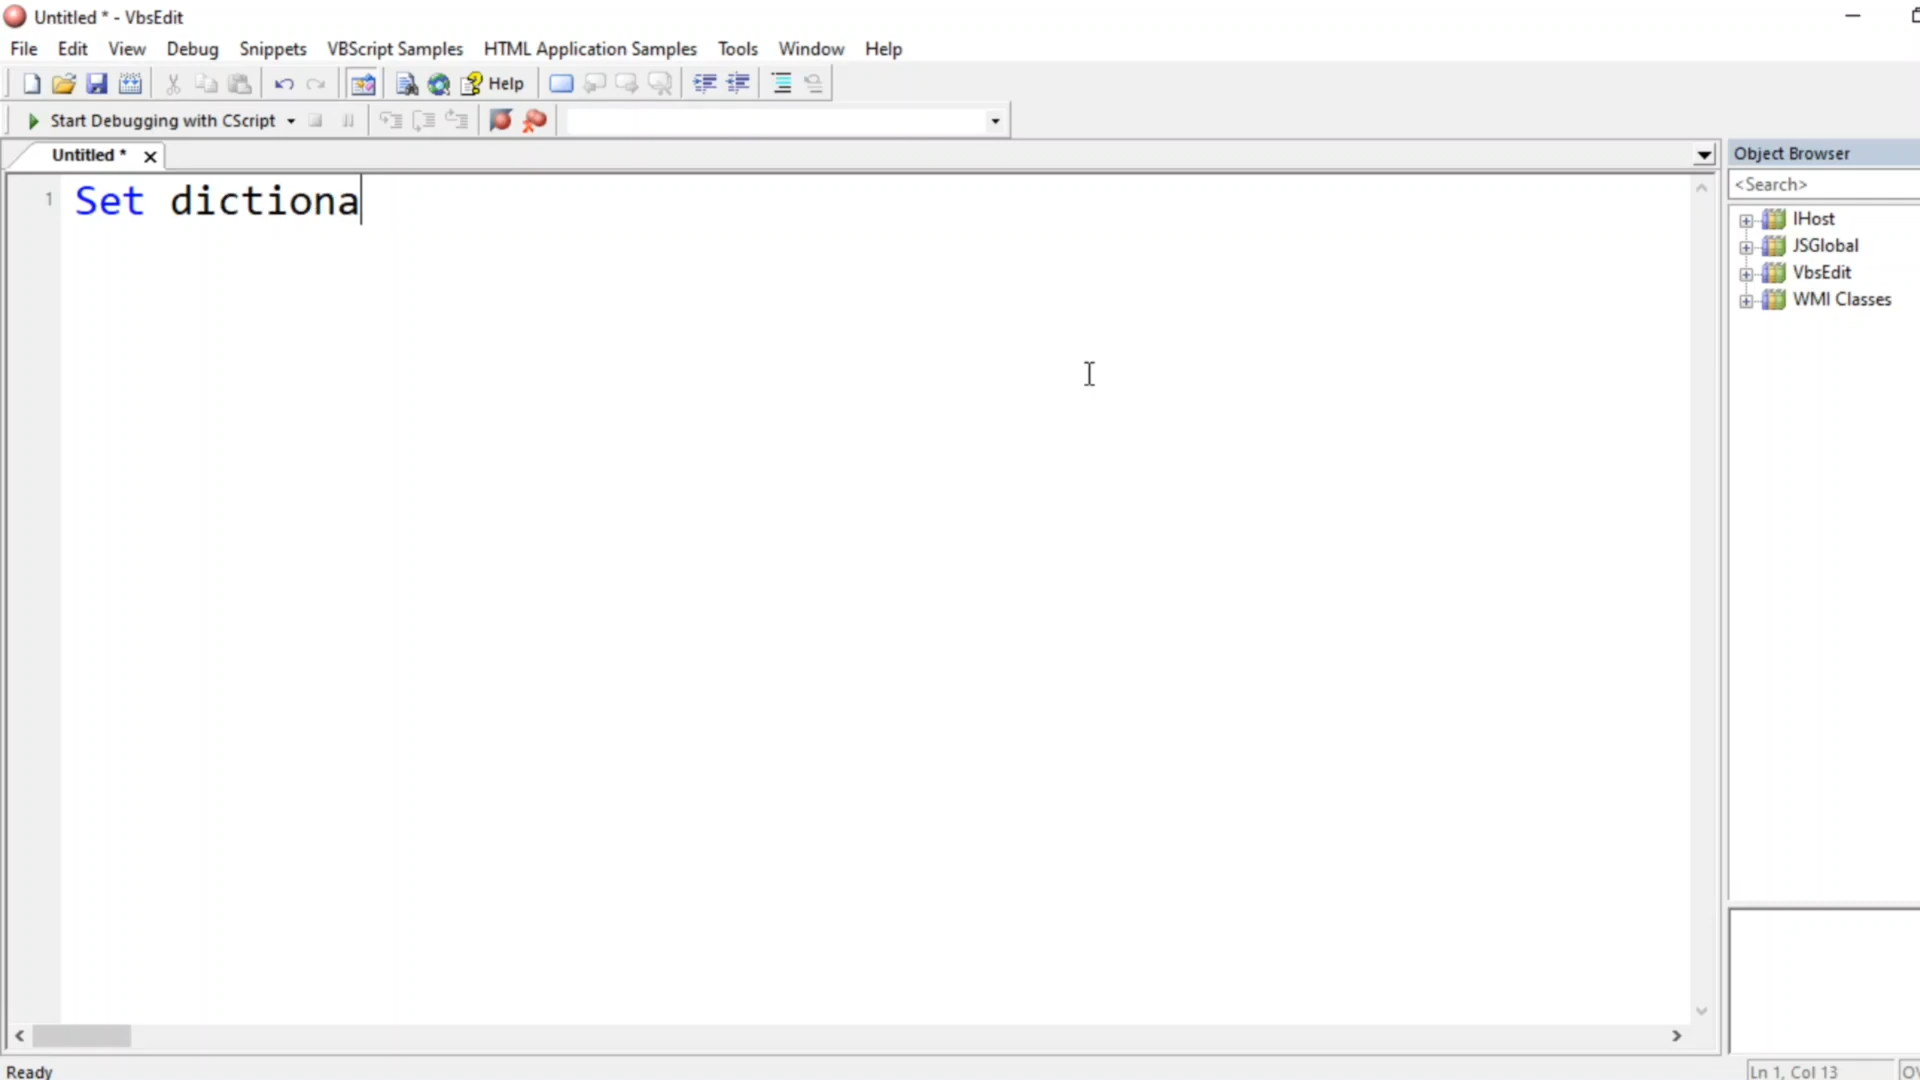 Untitled * - VbsEdit
File Edit View Debug Snippets VBScript Samples HTML Application Samples Tools Window Help
Help
Start Debugging with CScript
Untitled *
Object Browser
1 Set dictiona
<Search>
IHost
JSGlobal
VbsEdit
WMI Classes
Ready
Ln 1, Col 13